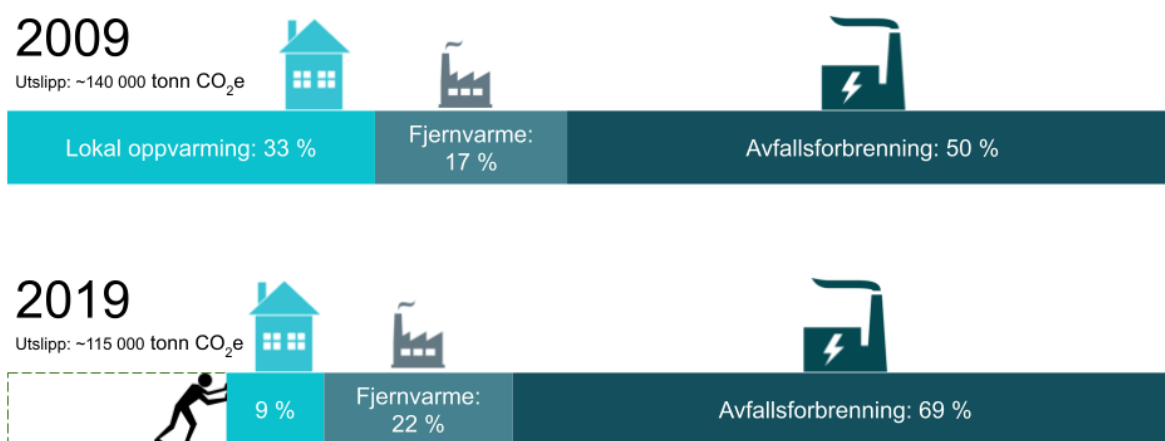 2009
Utslipp: ~140 000 tonn CO₂e
Lokal oppvarming: 33 %
Fjernvarme:
17 %
Avfallsforbrenning: 50 %
2019
Utslipp: ~115 000 tonn CO₂e
9 %
Fjernvarme:
22 %
Avfallsforbrenning: 69 %